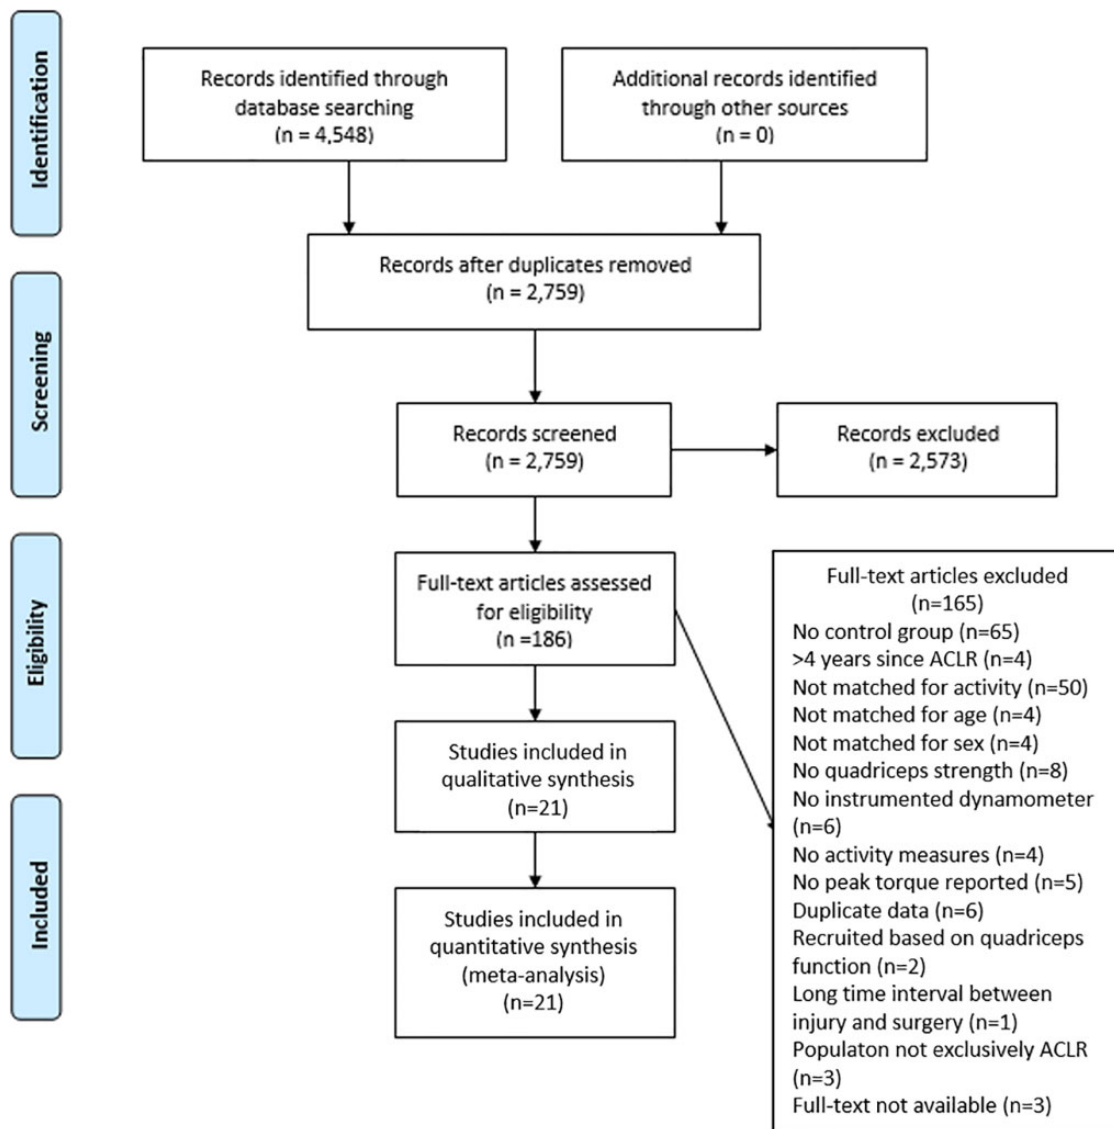 Identification
Records identified through
database searching
(n = 4,548)
Additional records identified
through other sources
(n = 0)
Records after duplicates removed
(n = 2,759)
Screening
Records screened
(n = 2,759)
Records excluded
(n = 2,573)
Eligibility
Full-text articles assessed
for eligibility
(n =186)
Full-text articles excluded
(n=165)
No control group (n=65)
>4 years since ACLR (n=4)
Not matched for activity (n=50)
Not matched for age (n=4)
Not matched for sex (n=4)
No quadriceps strength (n=8)
No instrumented dynamometer
(n=6)
No activity measures (n=4)
No peak torque reported (n=5)
Duplicate data (n=6)
Recruited based on quadriceps
function (n=2)
Long time interval between
injury and surgery (n=1)
Populaton not exclusively ACLR
(n=3)
Full-text not available (n=3)
Studies included in
qualitative synthesis
(n=21)
Included
Studies included in
quantitative synthesis
(meta-analysis)
(n=21)